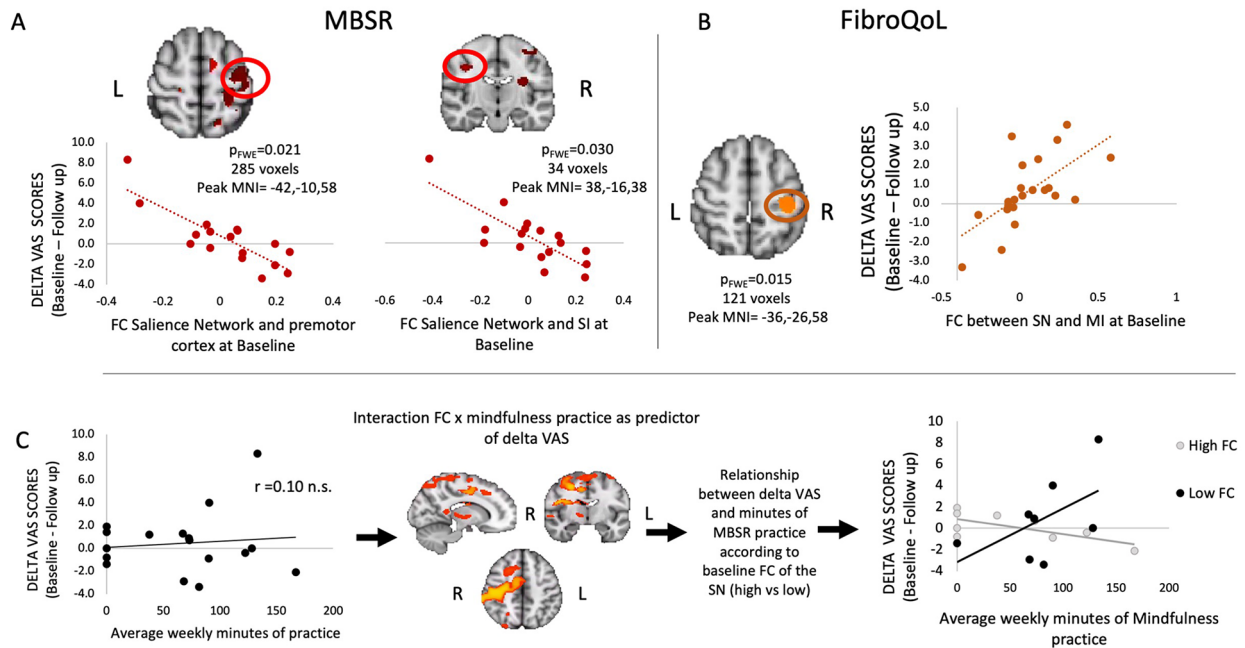 A
MBSR
L
R
pFWE=0.021
285 voxels
Peak MNI= -42,-10,58
pFWE=0.030
34 voxels
Peak MNI= 38,-16,38
DELTA VAS SCORES
(Baseline – Follow up)
10.0
8.0
6.0
4.0
2.0
0.0
-2.0
-4.0
-0.4
-0.2
0
0.2
0.4
FC Salience Network and premotor
cortex at Baseline
-0.6
-0.4
-0.2
0
0.2
0.4
FC Salience Network and SI at
Baseline
B
FibroQoL
L
R
pFWE=0.015
121 voxels
Peak MNI= -36,-26,58
DELTA VAS SCORES
(Baseline – Follow up)
5.0
4.0
3.0
2.0
1.0
0.0
-1.0
-2.0
-3.0
-4.0
-0.5
0
0.5
1
FC between SN and MI at Baseline
C
DELTA VAS SCORES
(Baseline - Follow up)
10.0
8.0
6.0
4.0
2.0
0.0
-2.0
-4.0
r =0.10 n.s.
0
50
100
150
200
Average weekly minutes of practice
Interaction FC x mindfulness practice as predictor
of delta VAS
R
L
R
L
Relationship
between delta VAS
and minutes of
MBSR practice
according to
baseline FC of the
SN (high vs low)
DELTA VAS SCORES
(Baseline - Follow up)
10
8
6
4
2
0
-2
-4
0
50
100
150
200
Average weekly minutes of Mindfulness
practice
High FC
Low FC